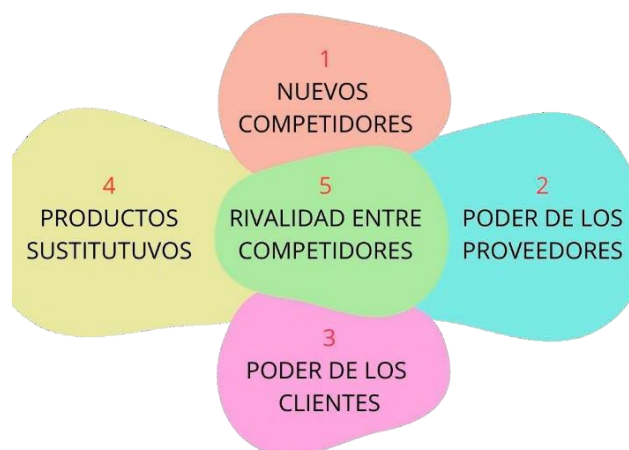 1
NUEVOS
COMPETIDORES
4
PRODUCTOS
SUSTITUTUVOS
5
RIVALIDAD ENTRE
COMPETIDORES
2
PODER DE LOS
PROVEEDORES
3
PODER DE LOS
CLIENTES